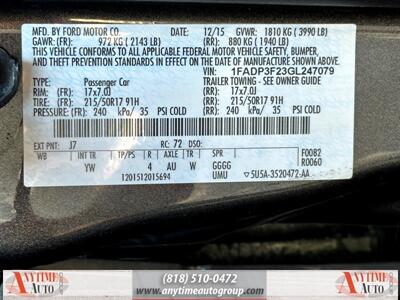 MFD. BY FORD MOTOR CO. 12/15 GVWR: 1810 KG ( 3990 LB)
GAWR: (FR): 972 KG ( 2143 LB) (RR): 880 KG ( 1940 LB)
THIS VEHICLE CONFORMS TO ALL APPLICABLE FEDERAL MOTOR VEHICLE SAFETY, BUMPER,
AND THEFT PREVENTION STANDARDS IN EFFECT ON THE DATE OF MANUFACTURE SHOWN ABOVE.
VIN: 1FADP3F23GL247079
TYPE: Passenger Car TRAILER TOWING - SEE OWNER GUIDE
RIM: (FR) 17x7.0J (RR) 17x7.0J
TIRE: 215/50R17 91H 215/50R17 91H
COLD PSI: (FR) 240 kPa/ 35 PSI COLD (RR) 240 kPa/ 35 PSI COLD
EXT PNT: J7 RC: 72 DSO:
WB INT TR TP/PS R AXLE TR SPR F0082
YW 4 AU W GGGG R0060
1201512015694 UMU 5U5A-3520472-AA
(818) 510-0472
www.anytimeautogroup.com
ANYTIME
AUTO
ANYTIME
AUTO